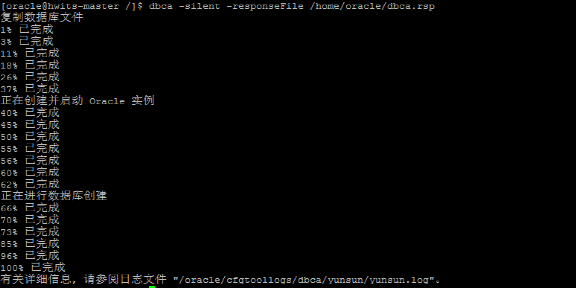 [oracle@hwits-master /]$ dbca -silent -responseFile /home/oracle/dbca.rsp
复制数据库文件
1% 已完成
3% 已完成
11% 已完成
18% 已完成
26% 已完成
37% 已完成
正在创建并启动 Oracle 实例
40% 已完成
45% 已完成
50% 已完成
55% 已完成
56% 已完成
60% 已完成
62% 已完成
正在进行数据库创建
66% 已完成
70% 已完成
73% 已完成
85% 已完成
96% 已完成
100% 已完成
有关详细信息, 请参阅日志文件 "/oracle/cfgtoollogs/dbca/yunsun/yunsun.log"。